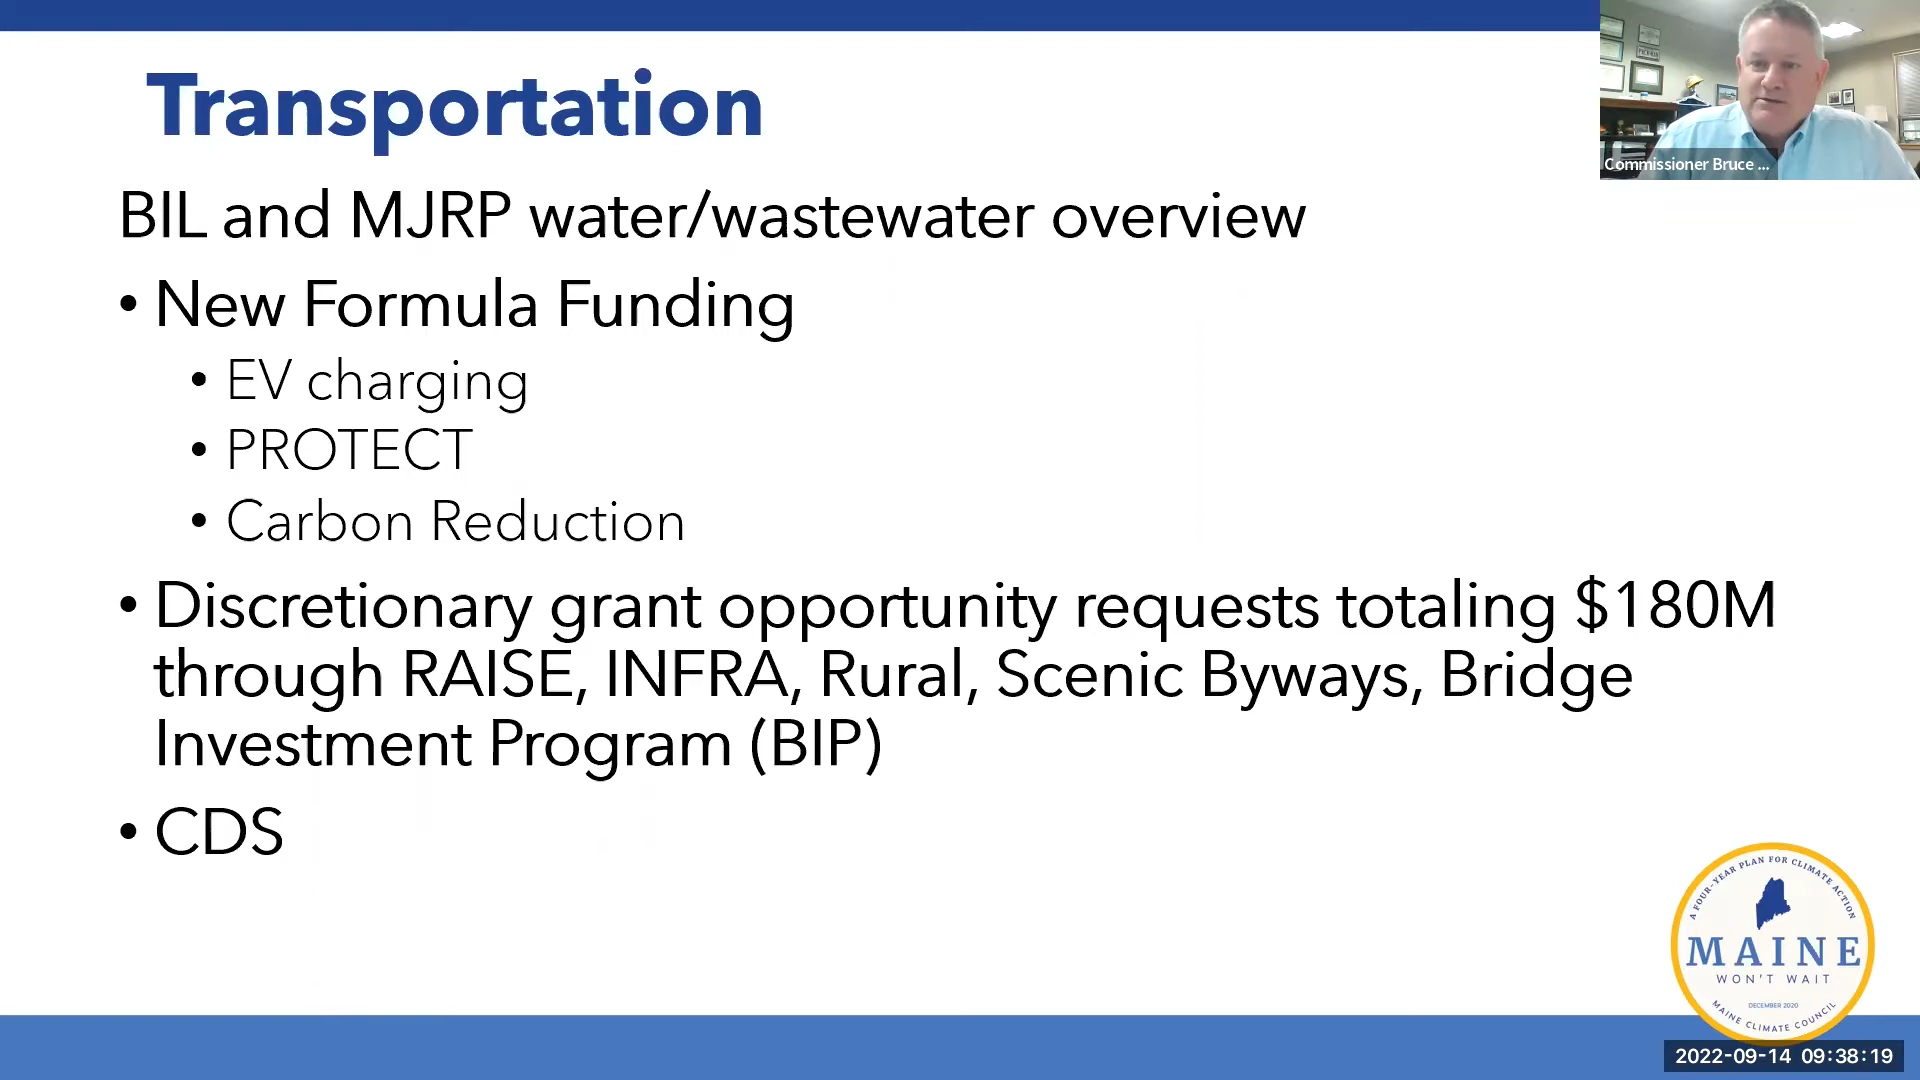 Transportation
BIL and MJRP water/wastewater overview
• New Formula Funding
• EV charging
• PROTECT
• Carbon Reduction
• Discretionary grant opportunity requests totaling $180M
through RAISE, INFRA, Rural, Scenic Byways, Bridge
Investment Program (BIP)
• CDS
Commissioner Bruce ...
A FOUR-YEAR PLAN FOR CLIMATE ACTION
MAINE
WON'T WAIT
DECEMBER 2020
MAINE CLIMATE COUNCIL
2022-09-14 09:38:19